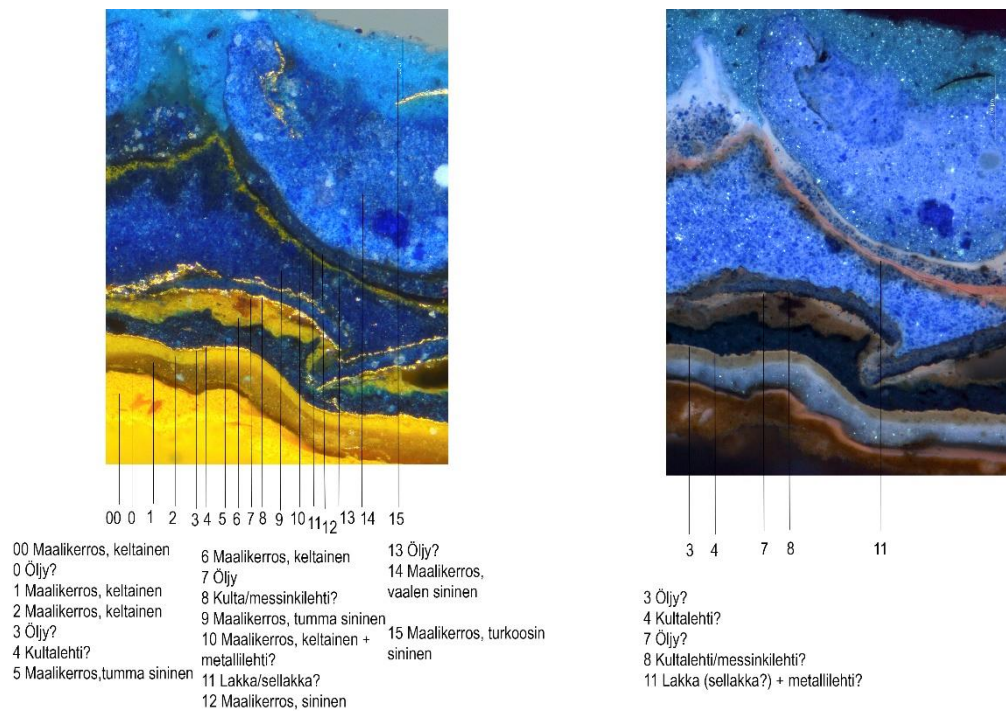 00 0 1 2 3 4 5 6 7 8 9 10 11 12 13 14 15
00 Maalikerros, keltainen
0 Öljy?
1 Maalikerros, keltainen
2 Maalikerros, keltainen
3 Öljy?
4 Kultalehti?
5 Maalikerros,tumma sininen
6 Maalikerros, keltainen
7 Öljy
8 Kulta/messinkilehti?
9 Maalikerros, tumma sininen
10 Maalikerros, keltainen +
metallilehti?
11 Lakka/sellakka?
12 Maalikerros, sininen
13 Öljy?
14 Maalikerros,
vaalen sininen
15 Maalikerros, turkoosin
sininen
3 4 7 8 11
3 Öljy?
4 Kultalehti?
7 Öljy?
8 Kultalehti/messinkilehti?
11 Lakka (sellakka?) + metallilehti?